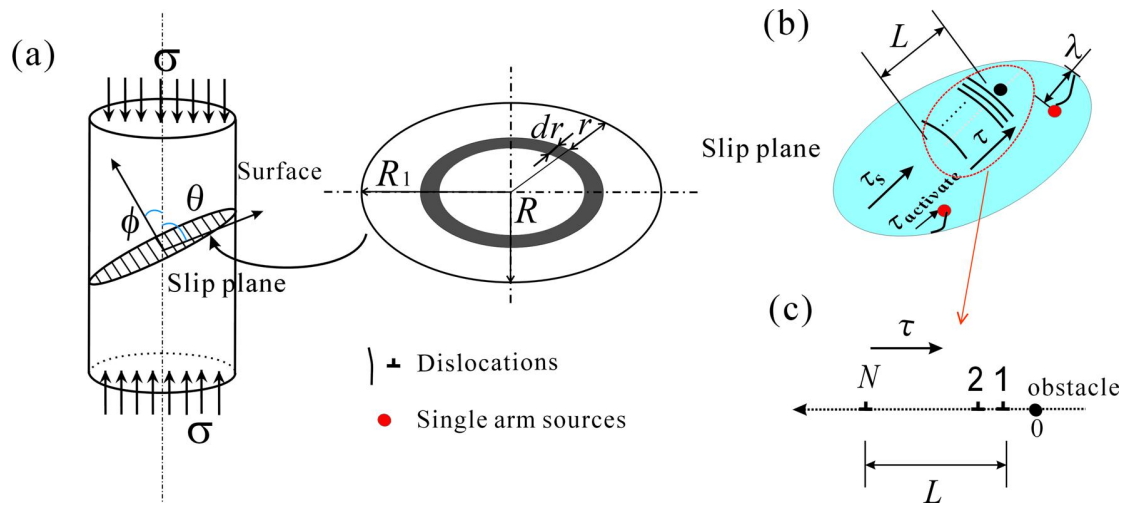 (a)
σ
Surface
θ
ϕ
Slip plane
σ
dr
r
R₁
R
Dislocations
Single arm sources
(b)
L
λ
Slip plane
τ
τₛ
τactivate
(c)
τ
N
2
1
obstacle
0
L